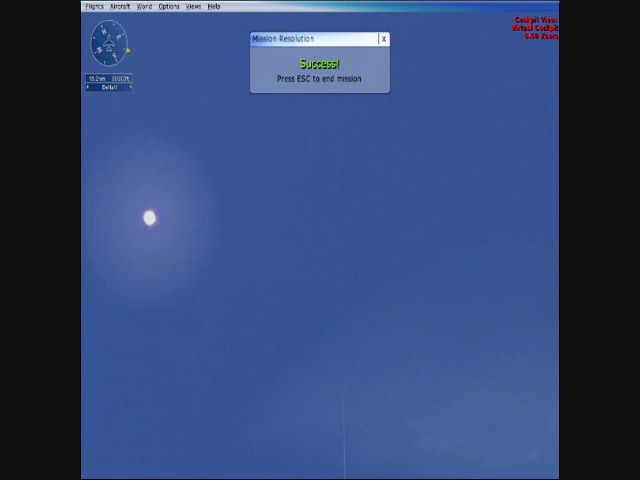 Flights Aircraft World Options Views Help
Cockpit View:
Virtual Cockpit
Mission Resolution x
Success!
Press ESC to end mission
DeltaV